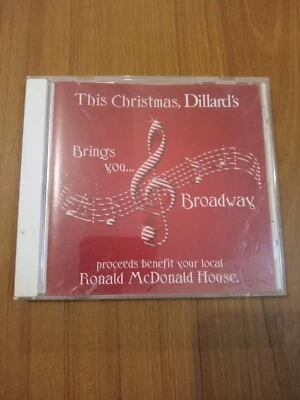 This Christmas, Dillard's
Brings
you...
Broadway
proceeds benefit your local
Ronald McDonald House.